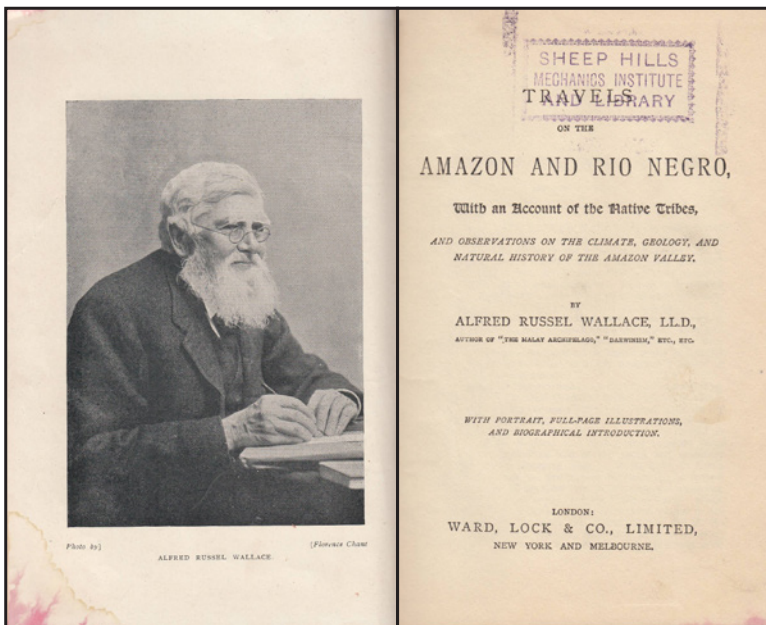 Photo by]
[Florence Chant
ALFRED RUSSEL WALLACE.
SHEEP HILLS
MECHANICS INSTITUTE
AND LIBRARY
TRAVELS
ON THE
AMAZON AND RIO NEGRO,
With an Account of the Native Tribes,
AND OBSERVATIONS ON THE CLIMATE, GEOLOGY, AND
NATURAL HISTORY OF THE AMAZON VALLEY.
BY
ALFRED RUSSEL WALLACE, LL.D.,
AUTHOR OF "THE MALAY ARCHIPELAGO," "DARWINISM," ETC., ETC.
WITH PORTRAIT, FULL-PAGE ILLUSTRATIONS,
AND BIOGRAPHICAL INTRODUCTION.
LONDON:
WARD, LOCK & CO., LIMITED,
NEW YORK AND MELBOURNE.